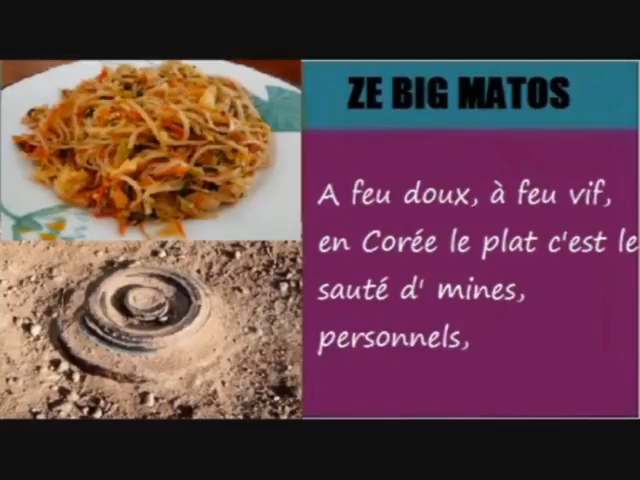 ZE BIG MATOS
A feu doux, à feu vif,
en Corée le plat c'est le
sauté d' mines,
personnels,